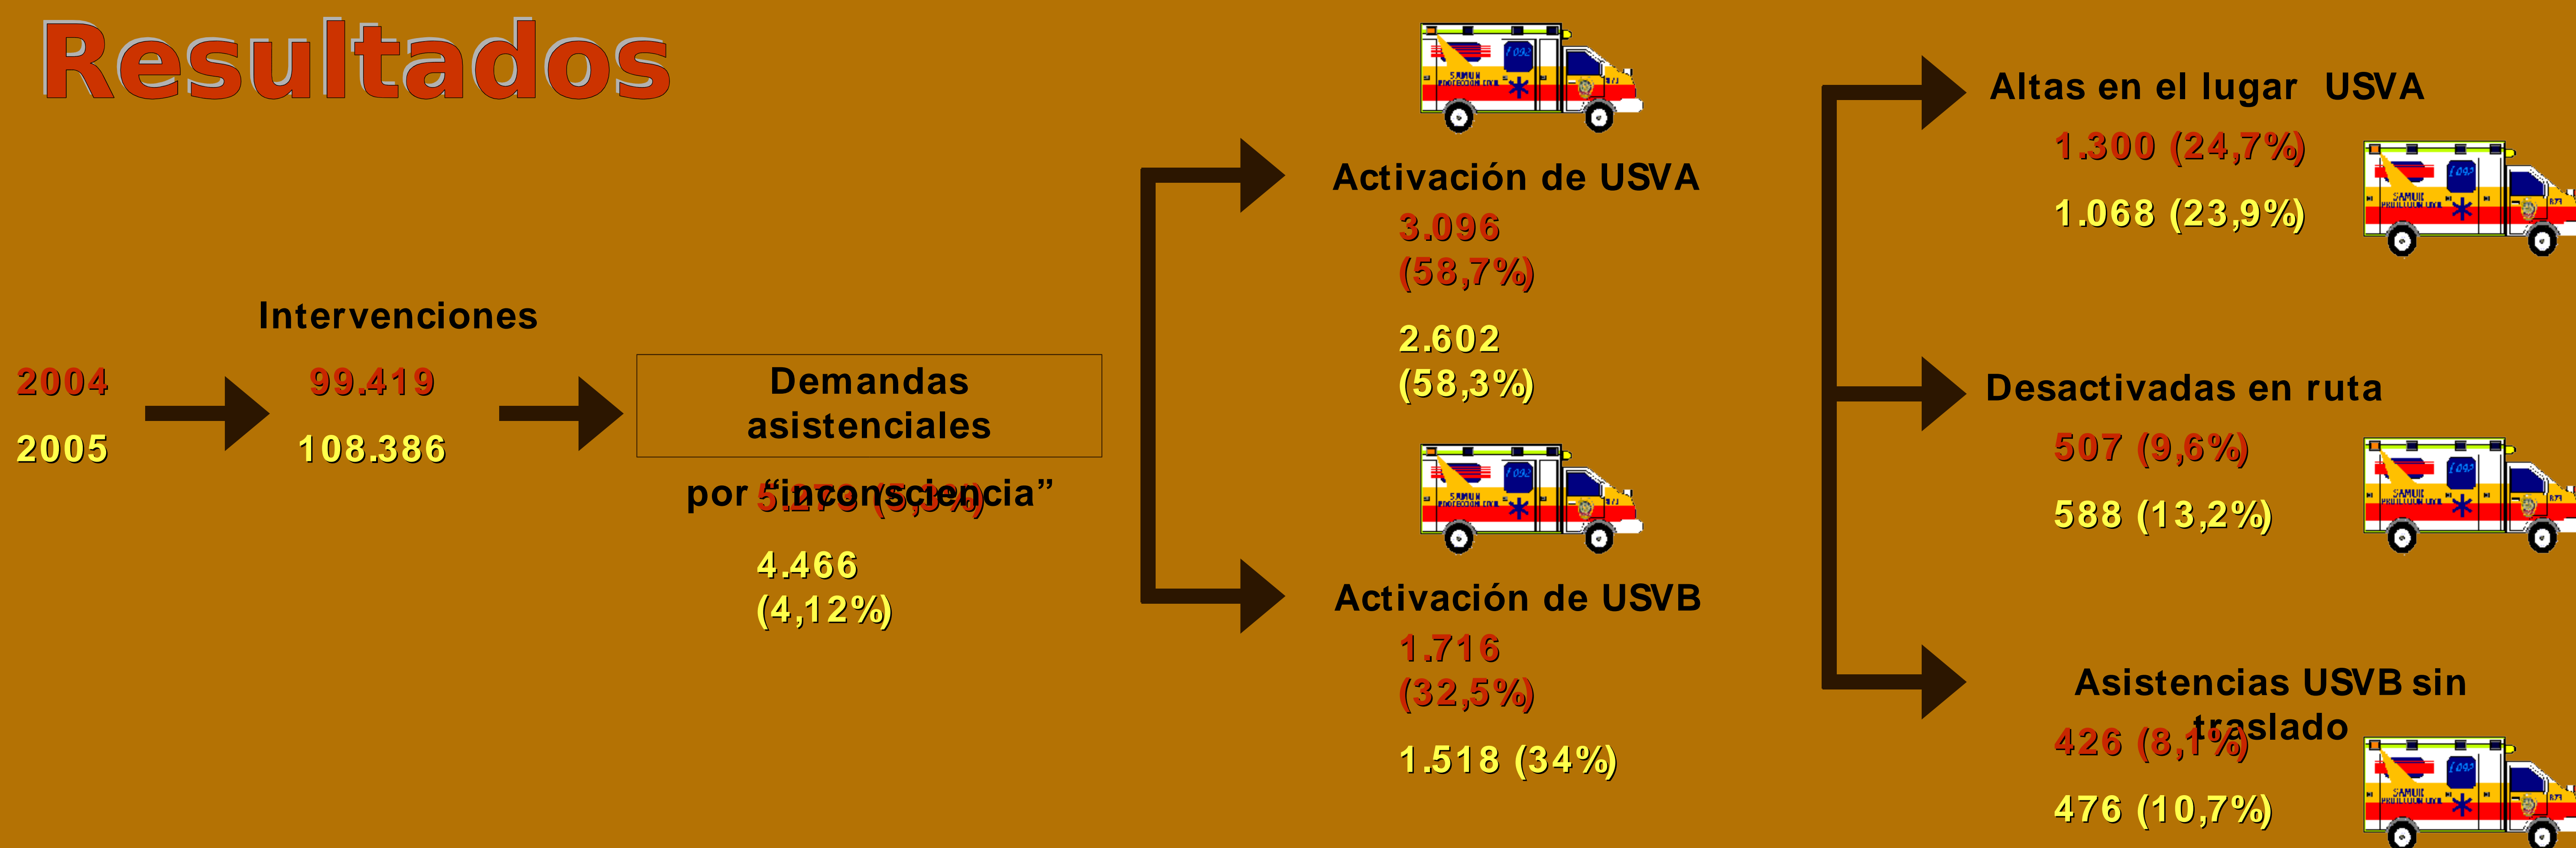 Resultados
2004
2005
Intervenciones
99.419
108.386
Demandas
asistenciales
por “inconsciencia”
4.466
(4,12%)
Activación de USVA
3.096
(58,7%)
2.602
(58,3%)
Activación de USVB
1.716
(32,5%)
1.518 (34%)
Altas en el lugar USVA
1.300 (24,7%)
1.068 (23,9%)
Desactivadas en ruta
507 (9,6%)
588 (13,2%)
Asistencias USVB sin
traslado
426 (8,1%)
476 (10,7%)